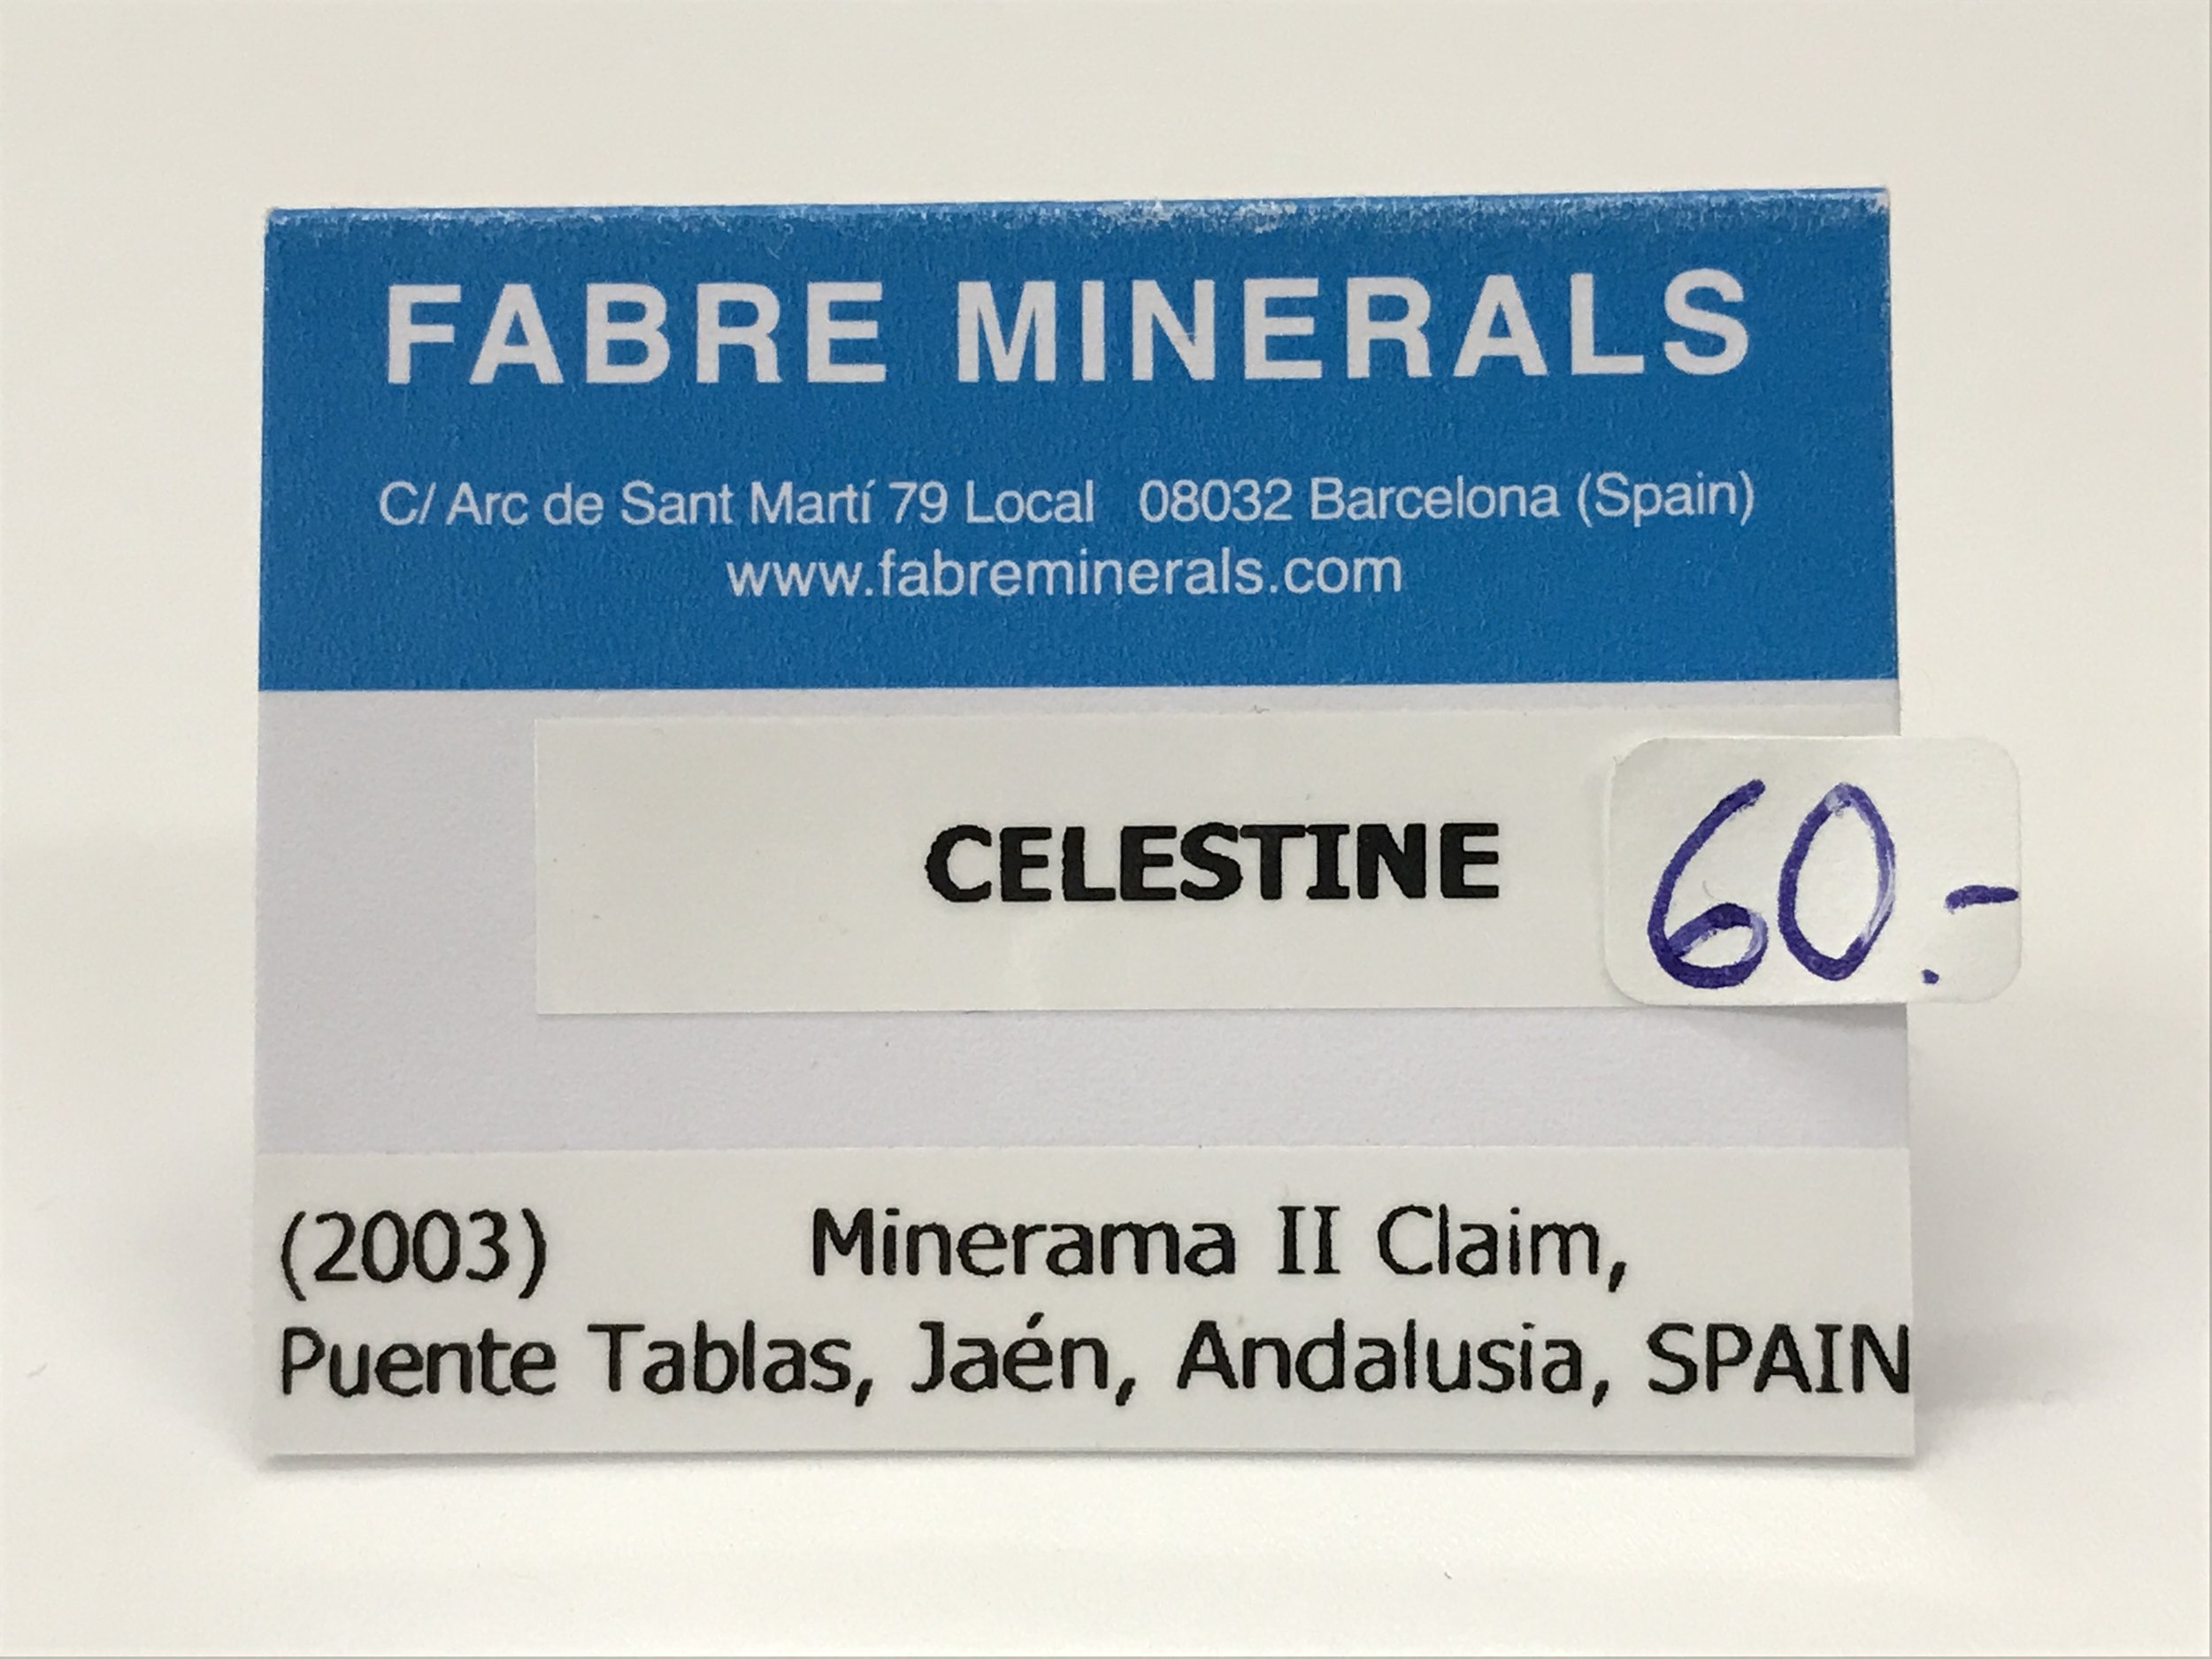 FABRE MINERALS
C/ Arc de Sant Martí 79 Local 08032 Barcelona (Spain)
www.fabreminerals.com
CELESTINE
60.-
(2003) Minerama II Claim,
Puente Tablas, Jaén, Andalusia, SPAIN